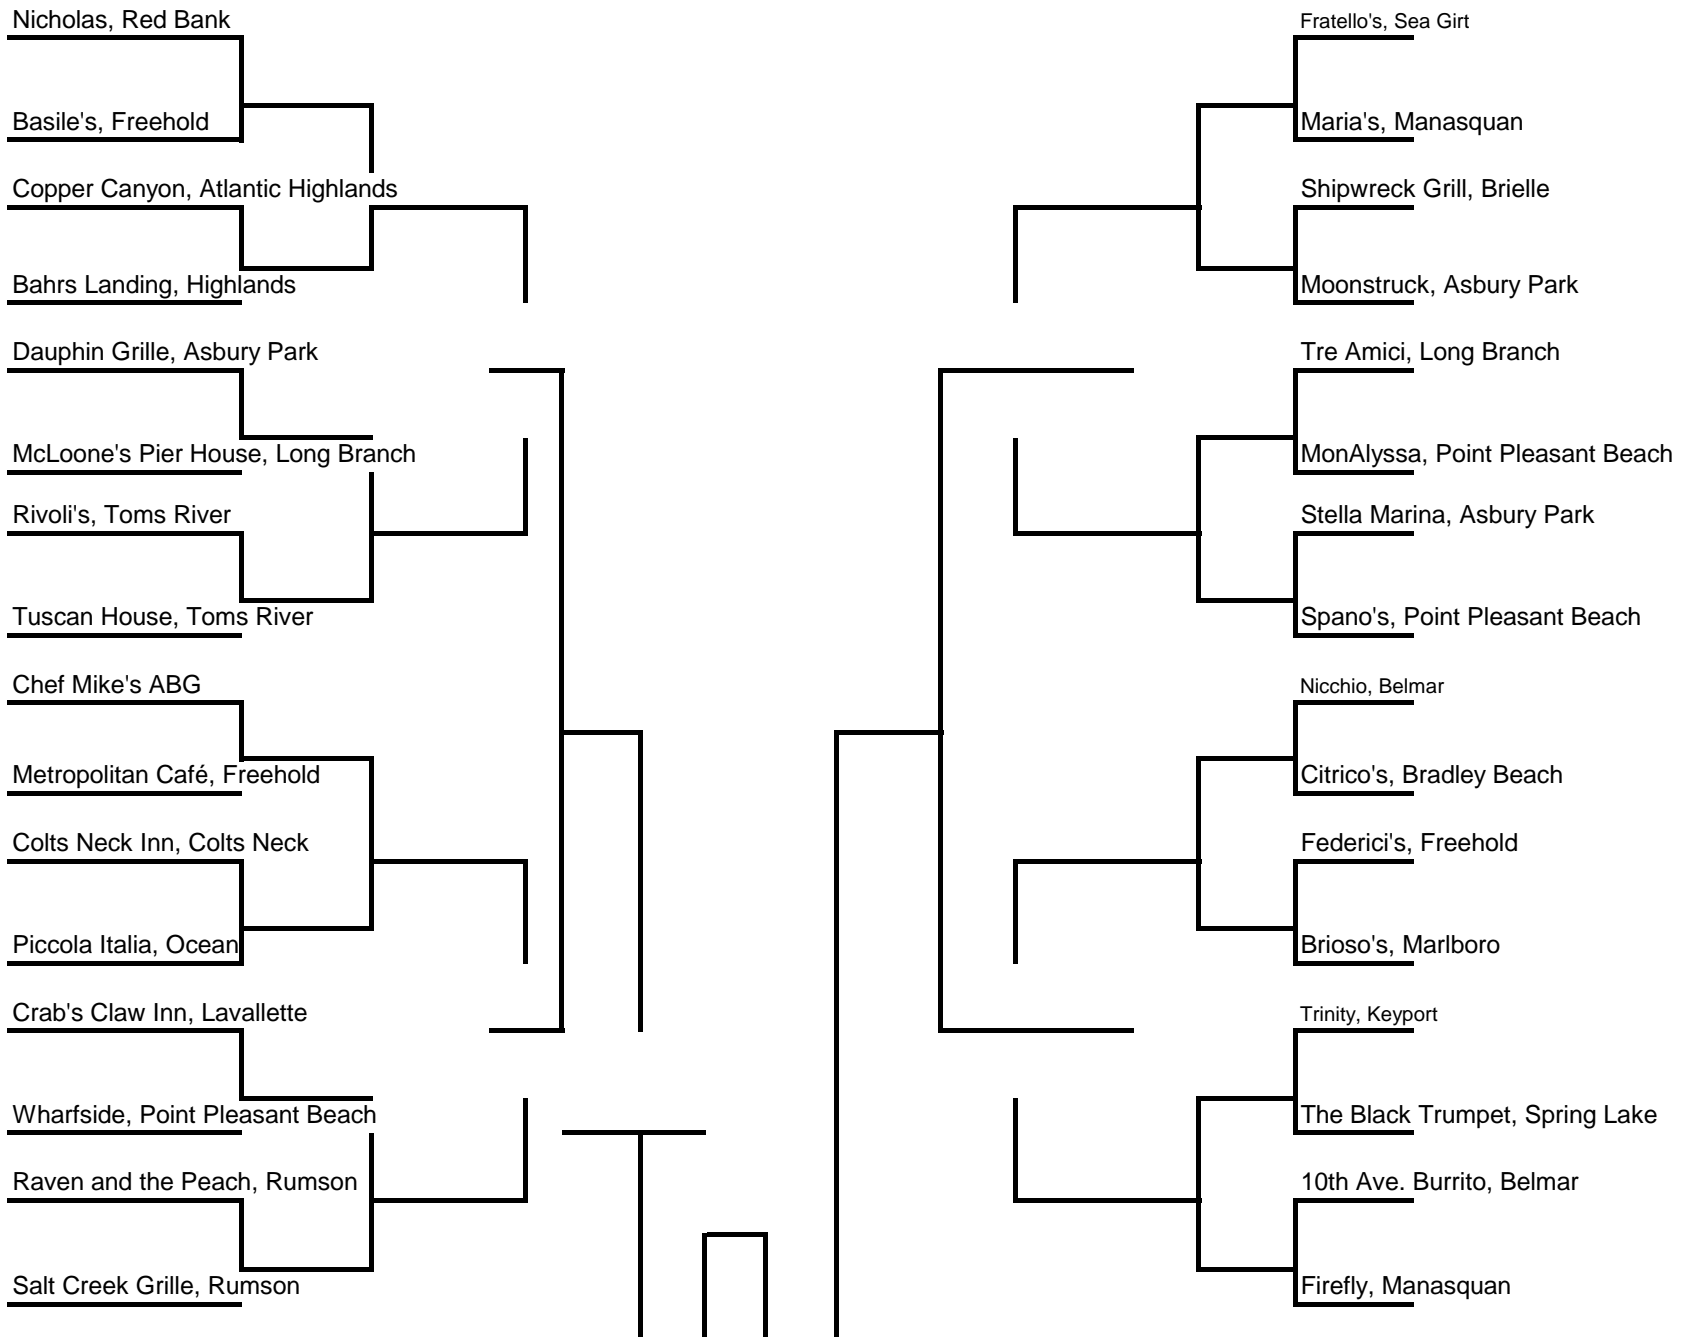 Nicholas, Red Bank
Basile's, Freehold
Copper Canyon, Atlantic Highlands
Bahrs Landing, Highlands
Dauphin Grille, Asbury Park
McLoone's Pier House, Long Branch
Rivoli's, Toms River
Tuscan House, Toms River
Chef Mike's ABG
Metropolitan Café, Freehold
Colts Neck Inn, Colts Neck
Piccola Italia, Ocean
Crab's Claw Inn, Lavallette
Wharfside, Point Pleasant Beach
Raven and the Peach, Rumson
Salt Creek Grille, Rumson
Fratello's, Sea Girt
Maria's, Manasquan
Shipwreck Grill, Brielle
Moonstruck, Asbury Park
Tre Amici, Long Branch
MonAlyssa, Point Pleasant Beach
Stella Marina, Asbury Park
Spano's, Point Pleasant Beach
Nicchio, Belmar
Citrico's, Bradley Beach
Federici's, Freehold
Brioso's, Marlboro
Trinity, Keyport
The Black Trumpet, Spring Lake
10th Ave. Burrito, Belmar
Firefly, Manasquan